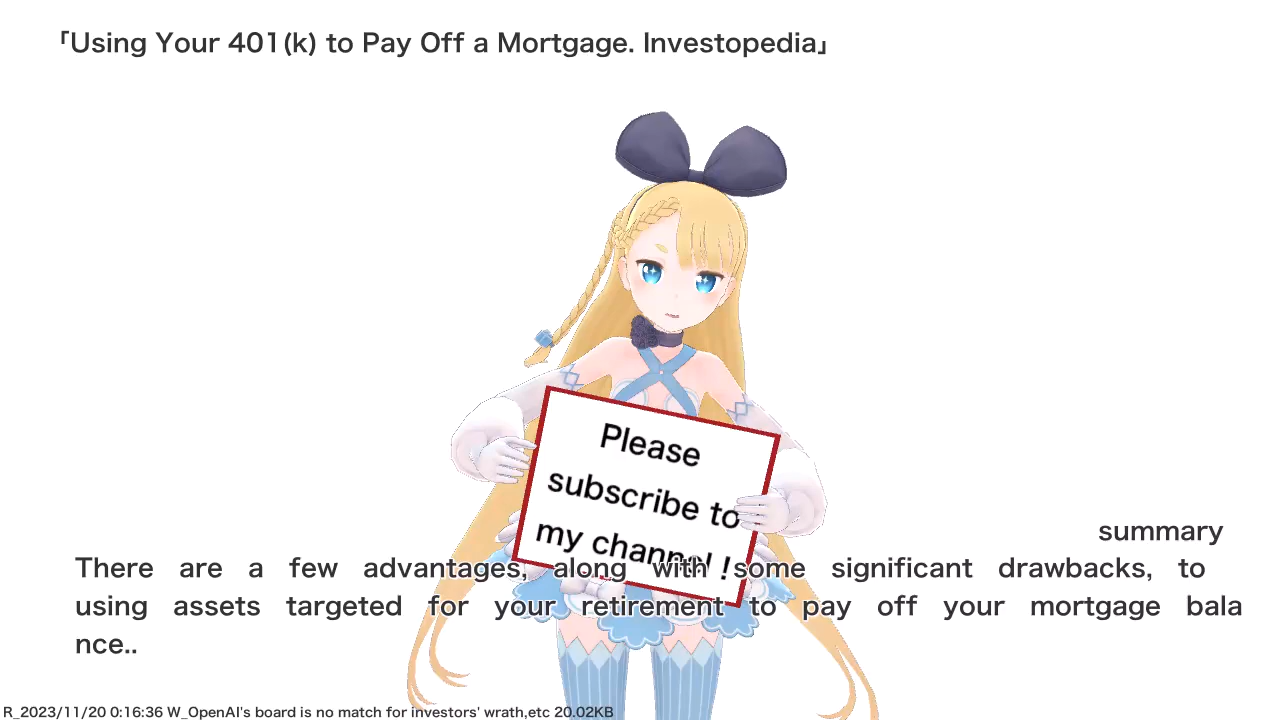 「Using Your 401(k) to Pay Off a Mortgage. Investopedia」
Please
subscribe to
my channel !
summary
There are a few advantages, along with some significant drawbacks, to
using assets targeted for your retirement to pay off your mortgage bala
nce..
R_2023/11/20 0:16:36 W_OpenAI's board is no match for investors' wrath,etc 20.02KB